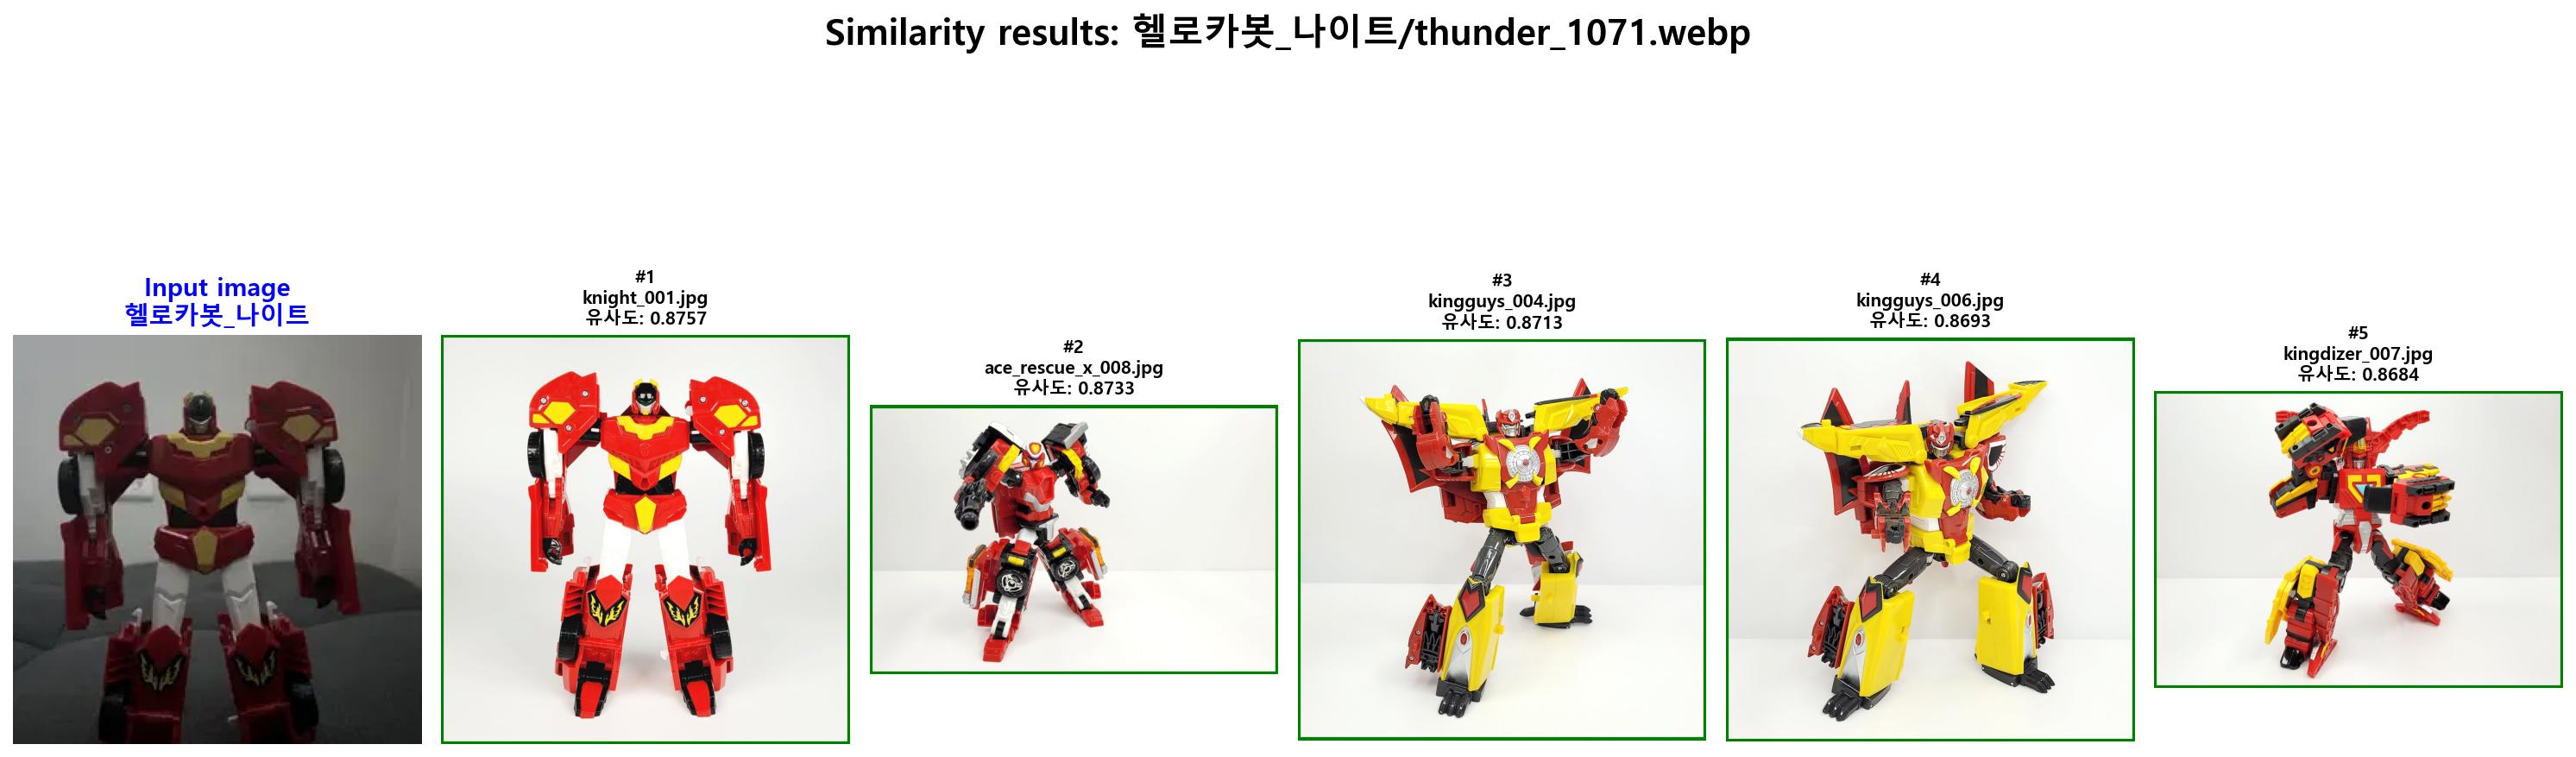 Similarity results: 헬로카봇_나이트/thunder_1071.webp
Input image
헬로카봇_나이트
#1
knight_001.jpg
유사도: 0.8757
#2
ace_rescue_x_008.jpg
유사도: 0.8733
#3
kingguys_004.jpg
유사도: 0.8713
#4
kingguys_006.jpg
유사도: 0.8693
#5
kingdizer_007.jpg
유사도: 0.8684